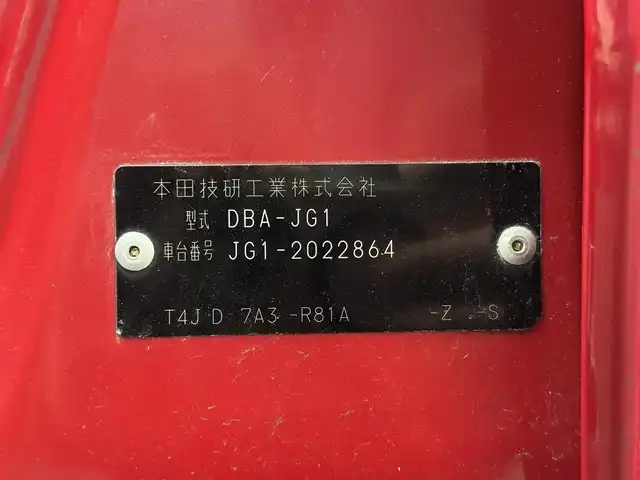 本田技研工業株式会社
型式 DBA-JG1
車台番号 JG1-2022864
T4J D 7A3 -R81A -Z -S